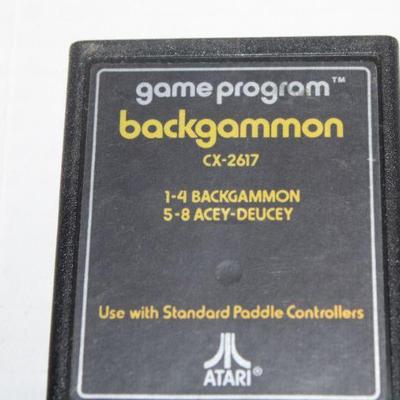 game program™
backgammon
CX-2617
1-4 BACKGAMMON
5-8 ACEY-DEUCEY
Use with Standard Paddle Controllers
ATARI®